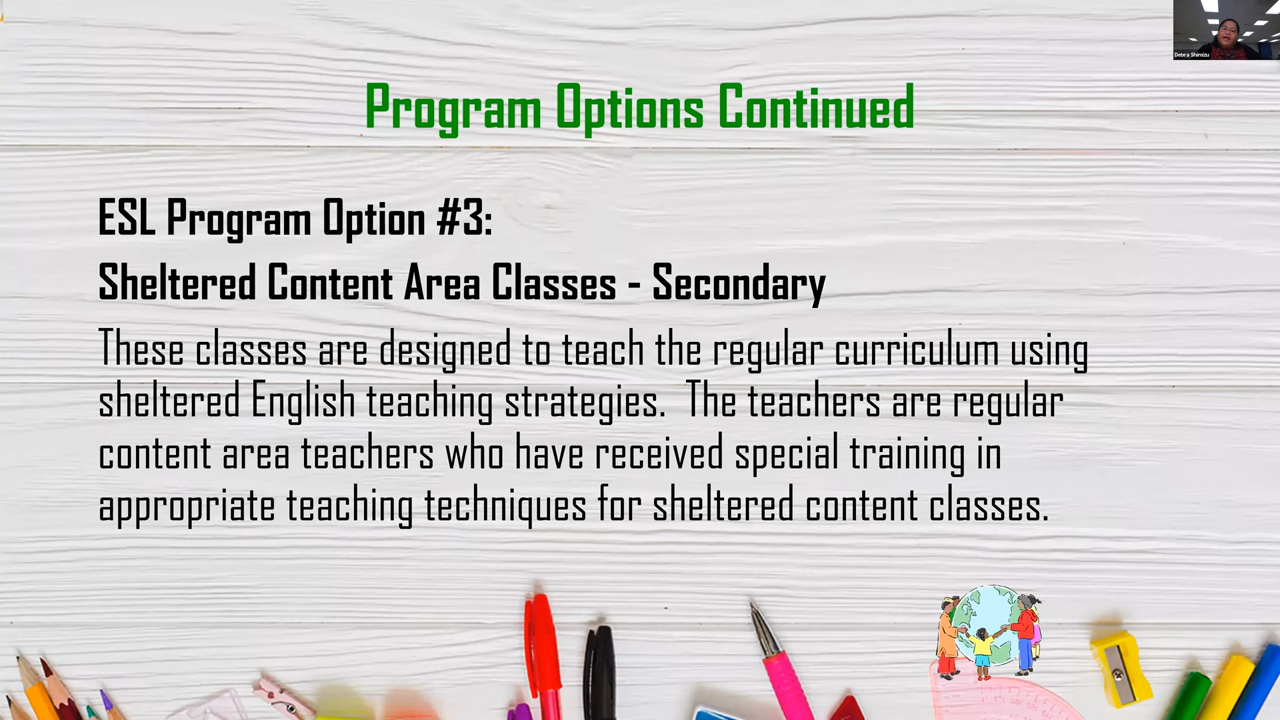 Debra Shimizu
Program Options Continued
ESL Program Option #3:
Sheltered Content Area Classes - Secondary
These classes are designed to teach the regular curriculum using
sheltered English teaching strategies.  The teachers are regular
content area teachers who have received special training in
appropriate teaching techniques for sheltered content classes.